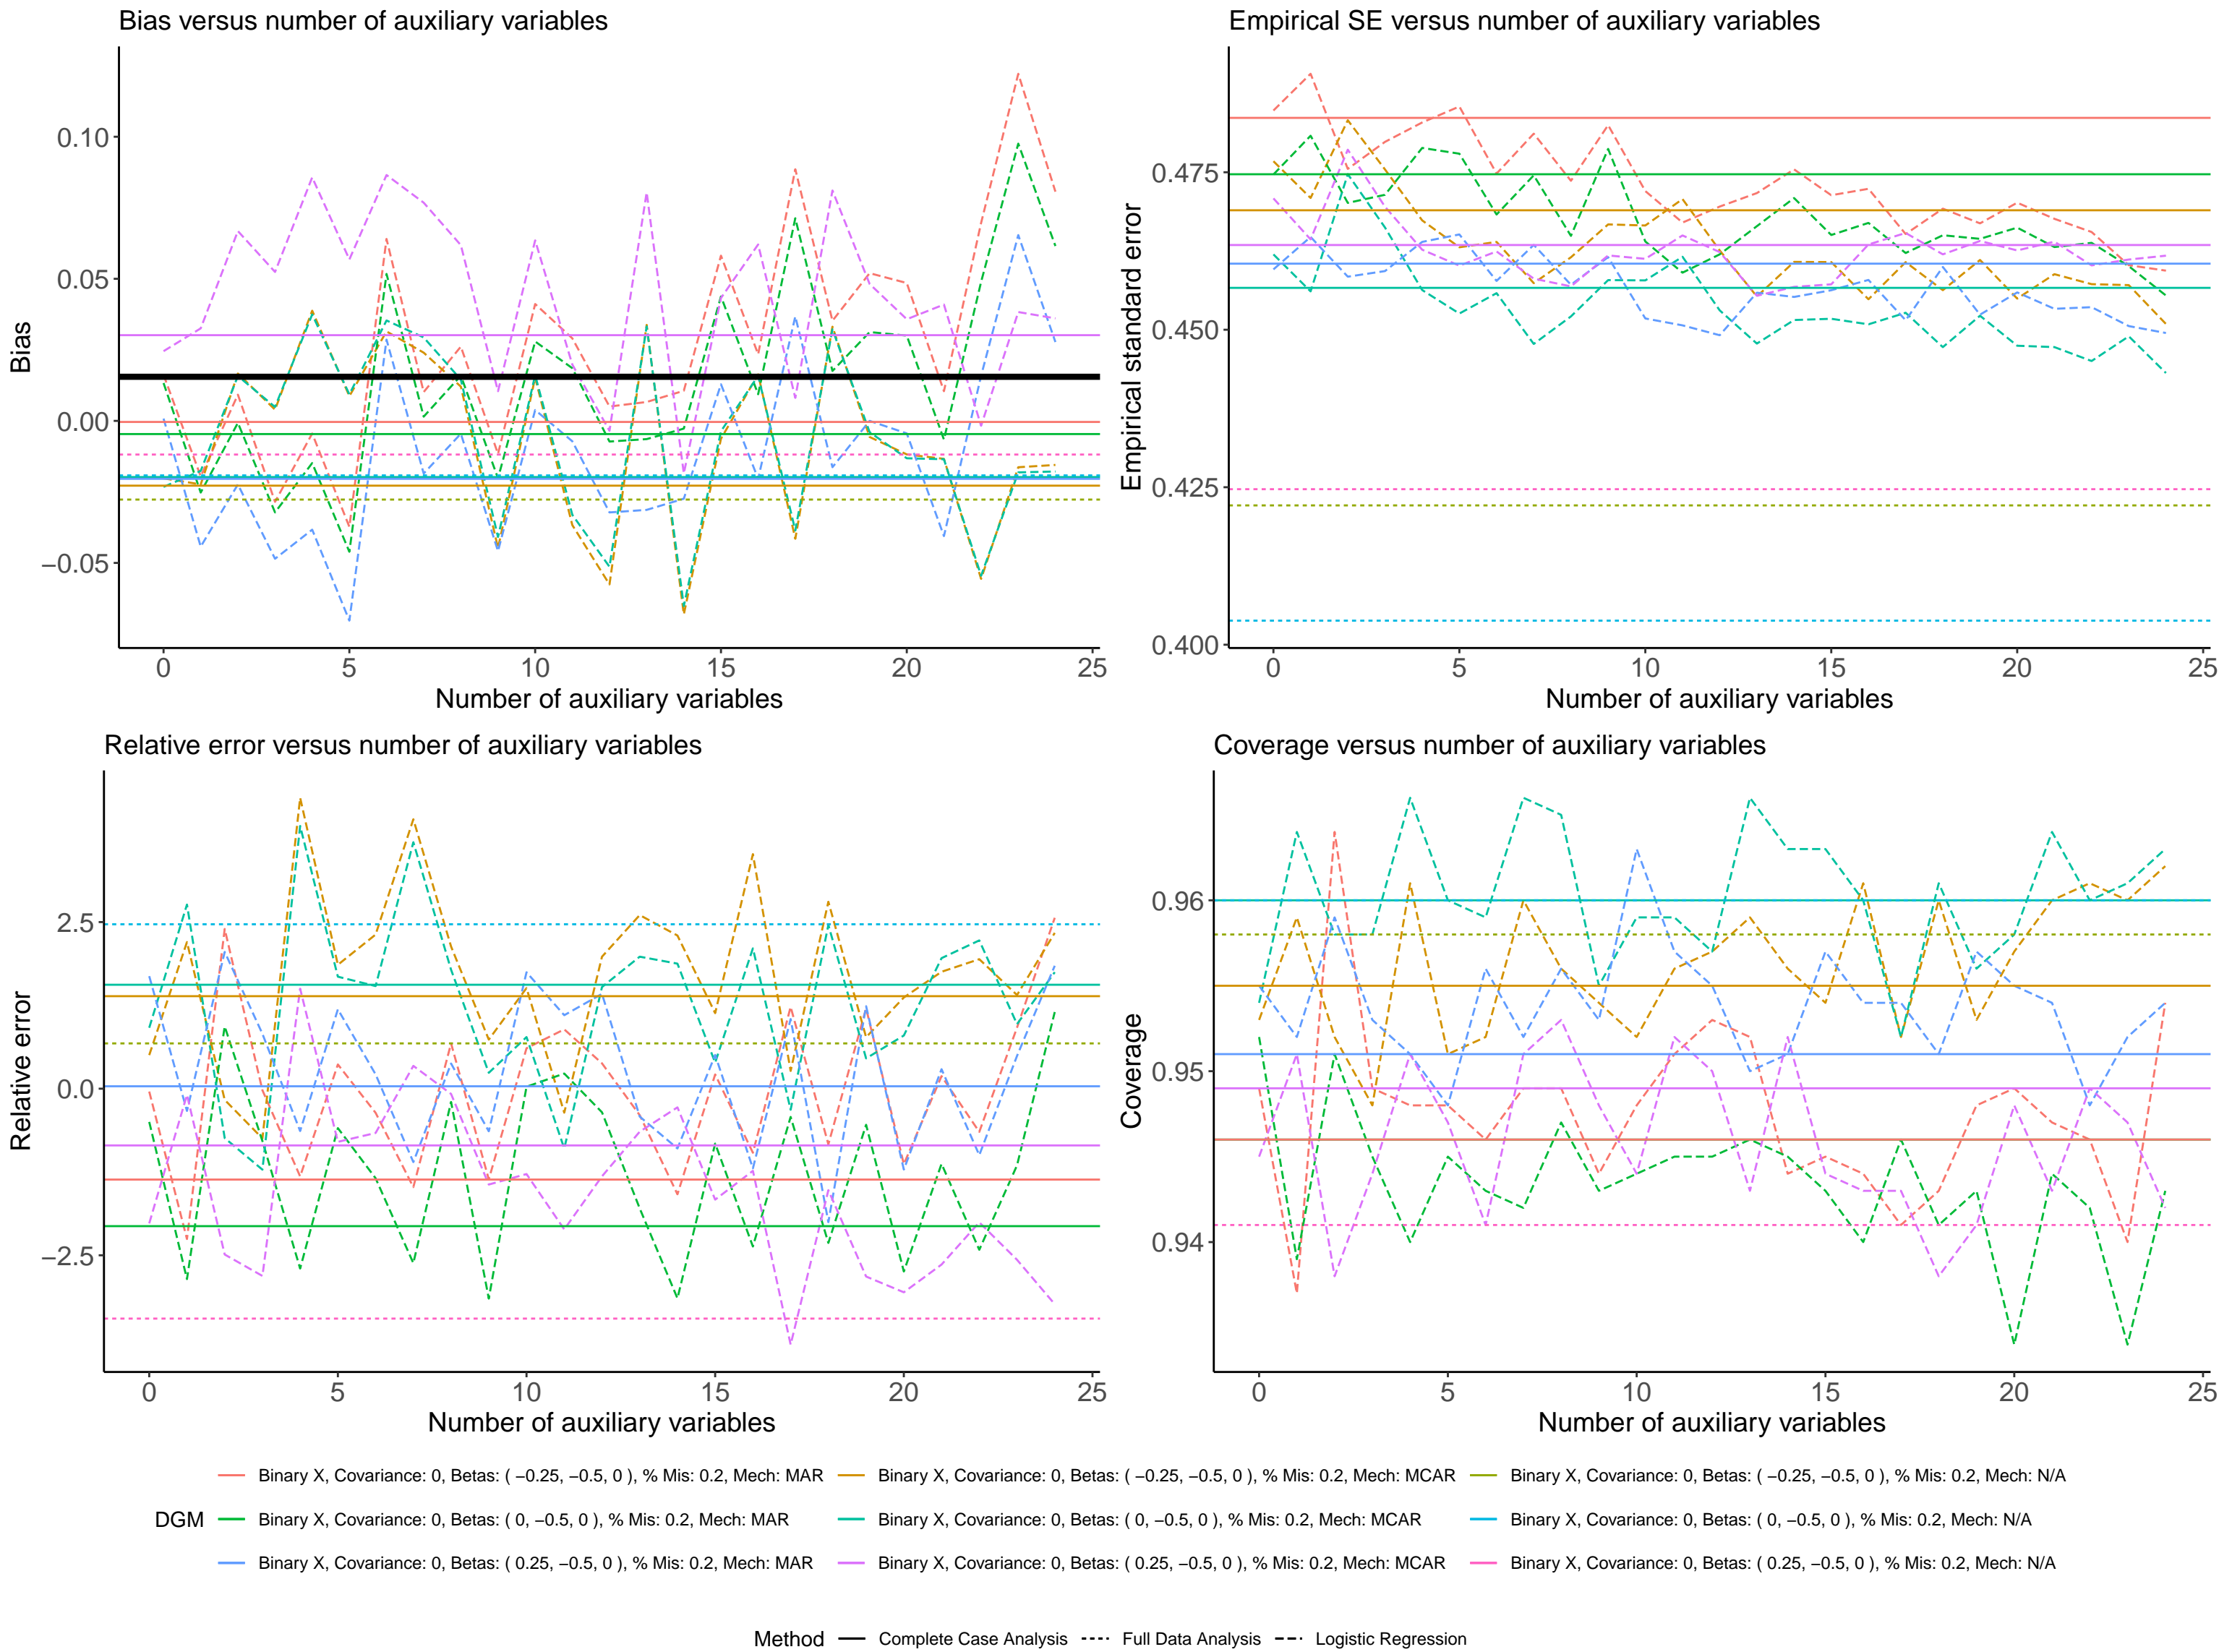 Bias versus number of auxiliary variables
Empirical SE versus number of auxiliary variables
Bias
0.10
0.05
0.00
−0.05
0 5 10 15 20 25
Number of auxiliary variables
Empirical standard error
0.475
0.450
0.425
0.400
0 5 10 15 20 25
Number of auxiliary variables
Relative error versus number of auxiliary variables
Coverage versus number of auxiliary variables
Relative error
2.5
0.0
−2.5
0 5 10 15 20 25
Number of auxiliary variables
Coverage
0.96
0.95
0.94
0 5 10 15 20 25
Number of auxiliary variables
DGM
Binary X, Covariance: 0, Betas: ( −0.25, −0.5, 0 ), % Mis: 0.2, Mech: MAR
Binary X, Covariance: 0, Betas: ( −0.25, −0.5, 0 ), % Mis: 0.2, Mech: MCAR
Binary X, Covariance: 0, Betas: ( −0.25, −0.5, 0 ), % Mis: 0.2, Mech: N/A
Binary X, Covariance: 0, Betas: ( 0, −0.5, 0 ), % Mis: 0.2, Mech: MAR
Binary X, Covariance: 0, Betas: ( 0, −0.5, 0 ), % Mis: 0.2, Mech: MCAR
Binary X, Covariance: 0, Betas: ( 0, −0.5, 0 ), % Mis: 0.2, Mech: N/A
Binary X, Covariance: 0, Betas: ( 0.25, −0.5, 0 ), % Mis: 0.2, Mech: MAR
Binary X, Covariance: 0, Betas: ( 0.25, −0.5, 0 ), % Mis: 0.2, Mech: MCAR
Binary X, Covariance: 0, Betas: ( 0.25, −0.5, 0 ), % Mis: 0.2, Mech: N/A
Method Complete Case Analysis Full Data Analysis Logistic Regression